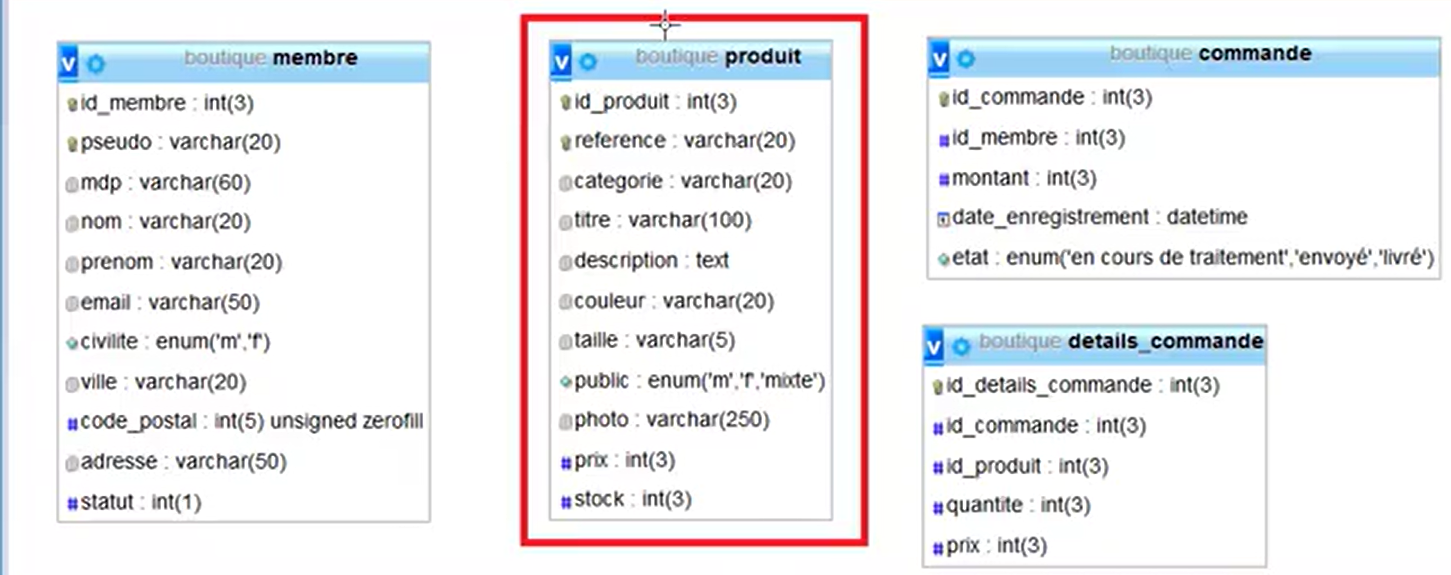 boutique membre
id_membre : int(3)
pseudo : varchar(20)
mdp : varchar(60)
nom : varchar(20)
prenom : varchar(20)
email : varchar(50)
civilite : enum('m','f')
ville : varchar(20)
code_postal : int(5) unsigned zerofill
adresse : varchar(50)
statut : int(1)
boutique produit
id_produit : int(3)
reference : varchar(20)
categorie : varchar(20)
titre : varchar(100)
description : text
couleur : varchar(20)
taille : varchar(5)
public : enum('m','f','mixte')
photo : varchar(250)
prix : int(3)
stock : int(3)
boutique commande
id_commande : int(3)
id_membre : int(3)
montant : int(3)
date_enregistrement : datetime
etat : enum('en cours de traitement','envoyé','livré')
boutique details_commande
id_details_commande : int(3)
id_commande : int(3)
id_produit : int(3)
quantite : int(3)
prix : int(3)